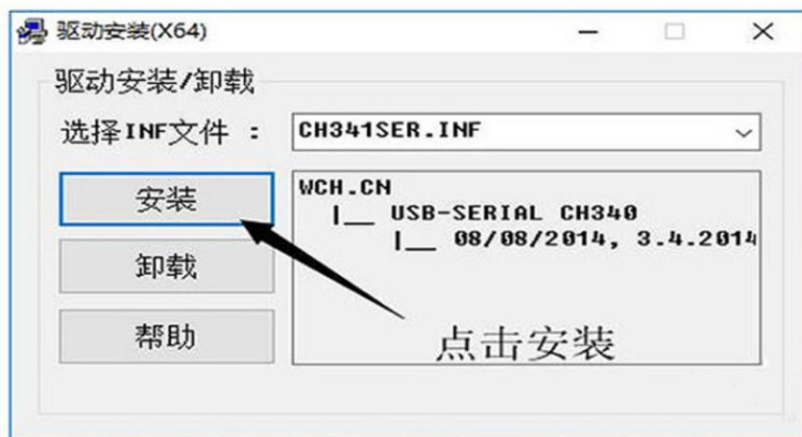 驱动安装(X64)
驱动安装/卸载
选择INF文件 : CH341SER.INF
安装
卸载
帮助
WCH.CN
|__ USB-SERIAL CH340
|__ 08/08/2014, 3.4.2014
点击安装